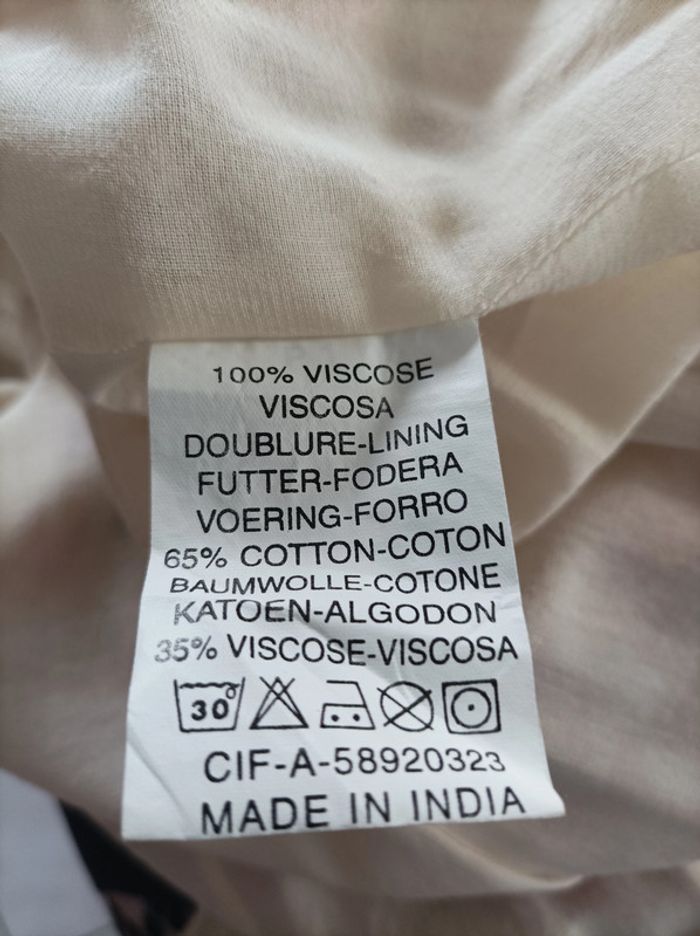 100% VISCOSE
VISCOSA
DOUBLURE-LINING
FUTTER-FODERA
VOERING-FORRO
65% COTTON-COTON
BAUMWOLLE-COTONE
KATOEN-ALGODON
35% VISCOSE-VISCOSA
30
CIF-A-58920323
MADE IN INDIA